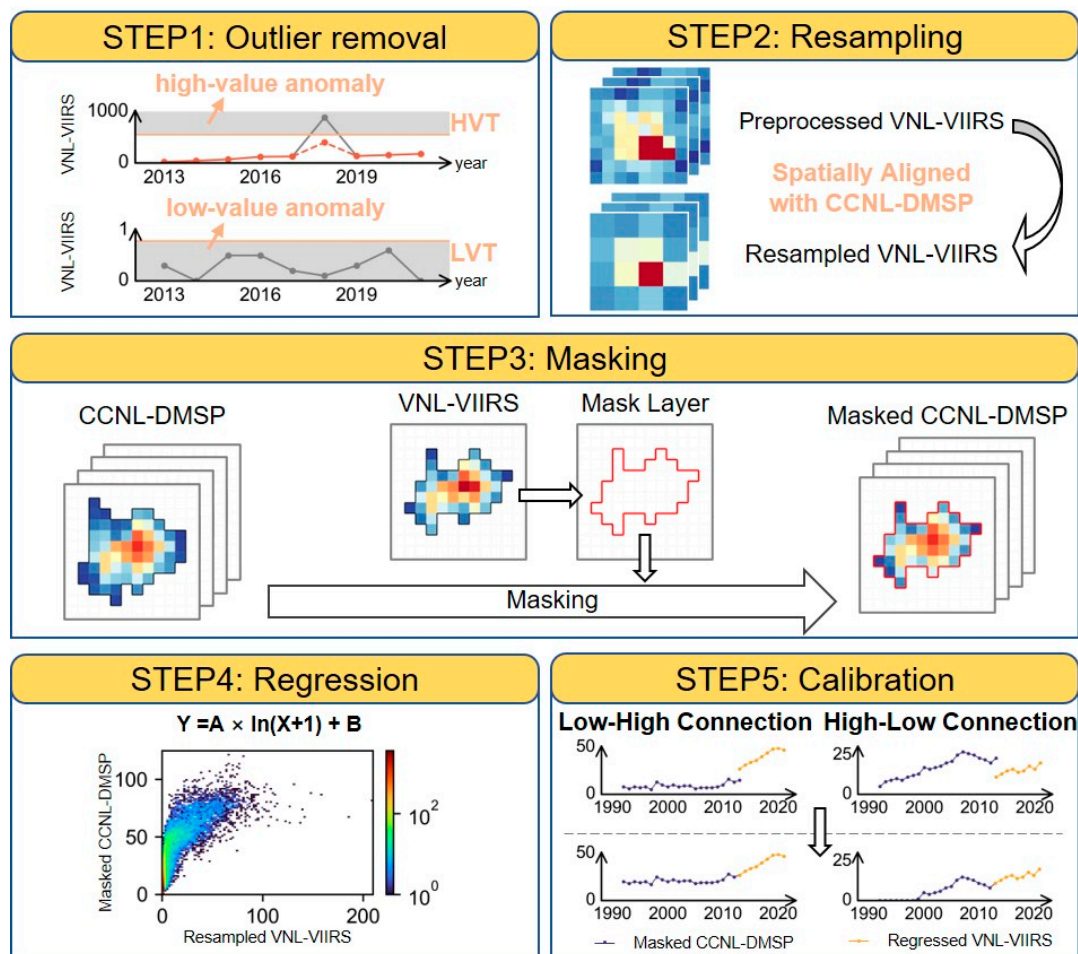 STEP1: Outlier removal
high-value anomaly
1000
HVT
0
VNL-VIIRS
year
2013 2016 2019
low-value anomaly
1
LVT
0
VNL-VIIRS
year
2013 2016 2019
STEP2: Resampling
Preprocessed VNL-VIIRS
Spatially Aligned
with CCNL-DMSP
Resampled VNL-VIIRS
STEP3: Masking
CCNL-DMSP
VNL-VIIRS
Mask Layer
Masked CCNL-DMSP
Masking
STEP4: Regression
Y =A × ln(X+1) + B
Masked CCNL-DMSP
100
50
0
0 100 200
Resampled VNL-VIIRS
10²
10⁰
STEP5: Calibration
Low-High Connection
50
0
1990 2000 2010 2020
High-Low Connection
25
0
1990 2000 2010 2020
50
0
1990 2000 2010 2020
25
0
1990 2000 2010 2020
Masked CCNL-DMSP
Regressed VNL-VIIRS